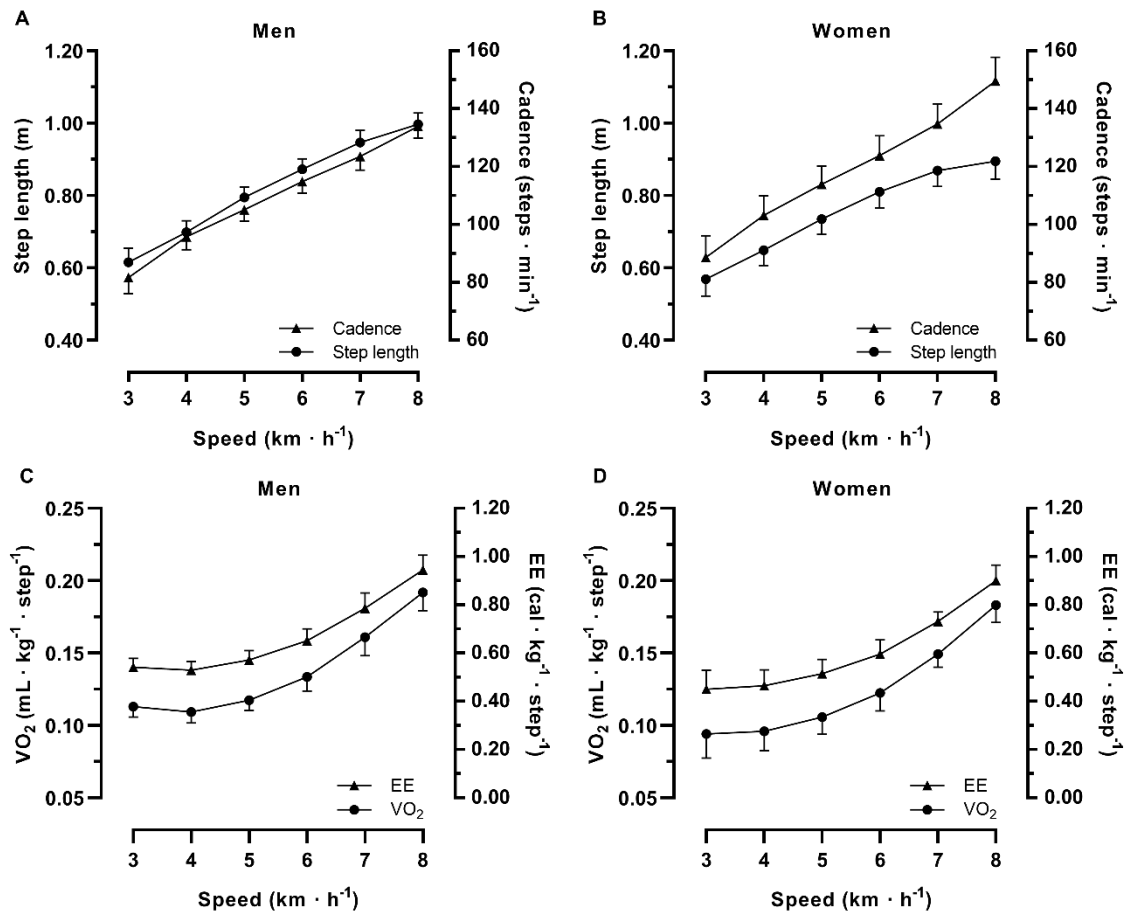 A
Men
1.20
1.00
0.80
0.60
0.40
Step length (m)
160
140
120
100
80
60
Cadence (steps · min⁻¹)
Cadence
Step length
3 4 5 6 7 8
Speed (km · h⁻¹)
B
Women
1.20
1.00
0.80
0.60
0.40
Step length (m)
160
140
120
100
80
60
Cadence (steps · min⁻¹)
Cadence
Step length
3 4 5 6 7 8
Speed (km · h⁻¹)
C
Men
0.25
0.20
0.15
0.10
0.05
VO₂ (mL · kg⁻¹ · step⁻¹)
1.20
1.00
0.80
0.60
0.40
0.20
0.00
EE (cal · kg⁻¹ · step⁻¹)
EE
VO₂
3 4 5 6 7 8
Speed (km · h⁻¹)
D
Women
0.25
0.20
0.15
0.10
0.05
VO₂ (mL · kg⁻¹ · step⁻¹)
1.20
1.00
0.80
0.60
0.40
0.20
0.00
EE (cal · kg⁻¹ · step⁻¹)
EE
VO₂
3 4 5 6 7 8
Speed (km · h⁻¹)